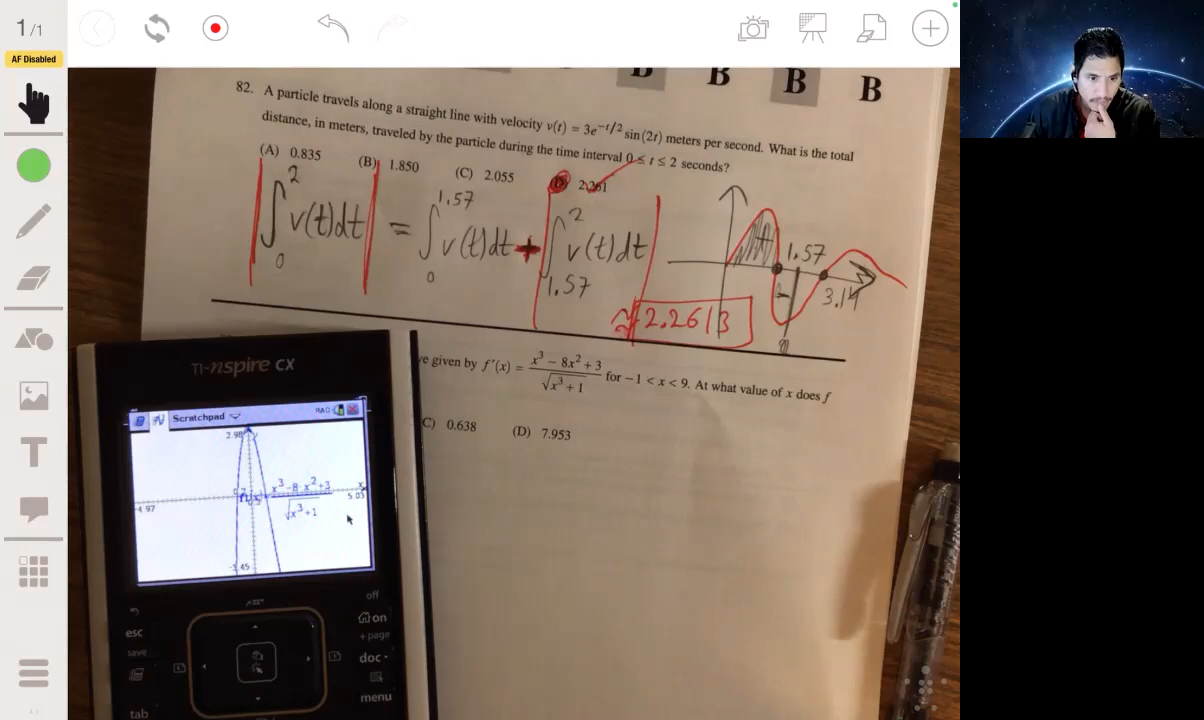 1/1
AF Disabled
B B B B
82. A particle travels along a straight line with velocity v(t) = 3e^{-t/2} sin(2t) meters per second. What is the total
distance, in meters, traveled by the particle during the time interval 0 ≤ t ≤ 2 seconds?
(A) 0.835 (B) 1.850 (C) 2.055 (D) 2.261
|∫₀² v(t)dt| = ∫₀^1.57 v(t)dt + |∫_1.57^2 v(t)dt|
1.57
3.14
≈ 2.2613
ve given by f′(x) = (x³ − 8x² + 3)/√(x³ + 1) for −1 < x < 9. At what value of x does f
C) 0.638 (D) 7.953
TI-nspire CX
Scratchpad RAD
2.98
x³−8·x²+3
√x³+1
-4.97
5.03
esc
save
tab
off
on
+page
doc
menu
T